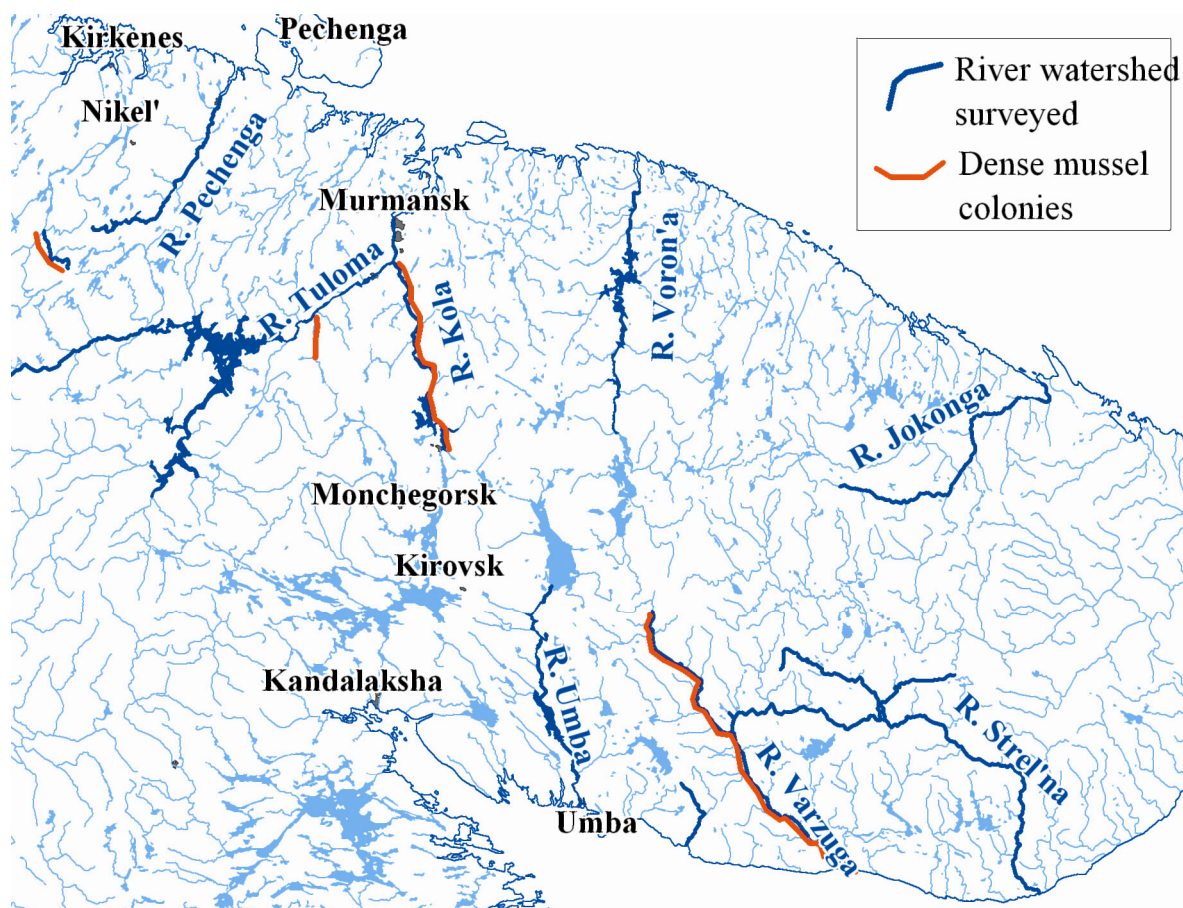 Kirkenes
Pechenga
Nikel'
R. Pechenga
Murmansk
R. Tuloma
R. Kola
R. Voron'a
R. Jokonga
Monchegorsk
Kirovsk
Kandalaksha
R. Umba
Umba
R. Varzuga
R. Strel'na
River watershed
surveyed
Dense mussel
colonies